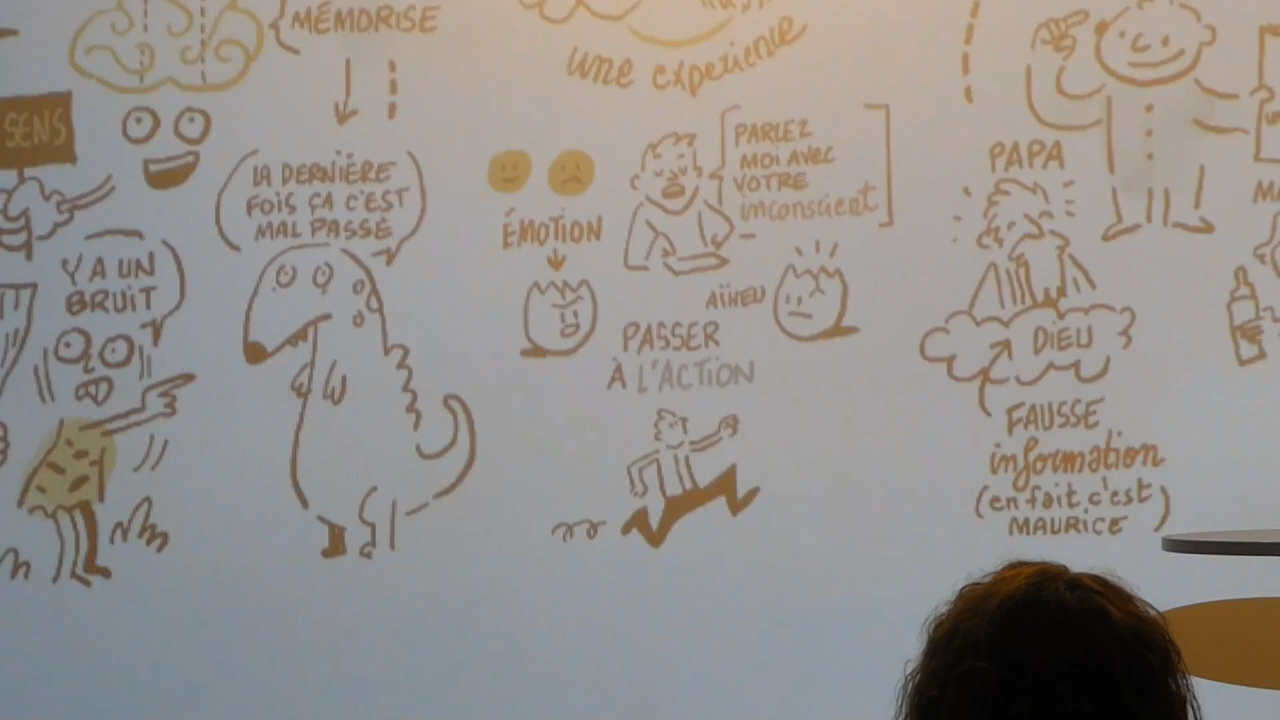 MÉMORISE
une experience
SENS
LA DERNIÈRE
FOIS ÇA C'EST
MAL PASSÉ
Y A UN
BRUIT
ÉMOTION
PARLEZ
MOI AVEC
VOTRE
inconscient
AÏHEU
PASSER
À L'ACTION
PAPA
DIEU
FAUSSE
information
(en fait c'est
MAURICE)